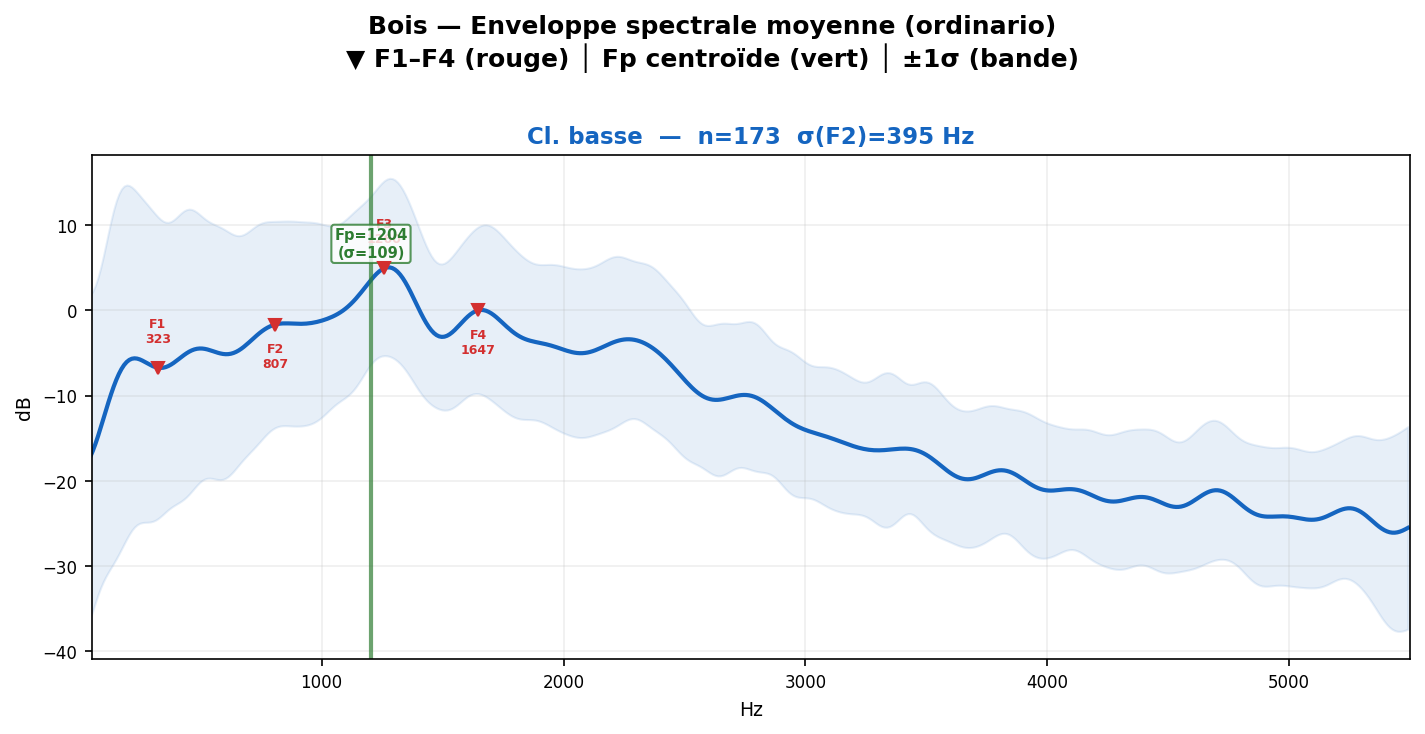 Bois — Enveloppe spectrale moyenne (ordinario)
▼ F1–F4 (rouge) │ Fp centroïde (vert) │ ±1σ (bande)
Cl. basse — n=173 σ(F2)=395 Hz
10
0
−10
−20
−30
−40
dB
F1
323
F2
807
F3
Fp=1204
(σ=109)
F4
1647
1000
2000
3000
4000
5000
Hz